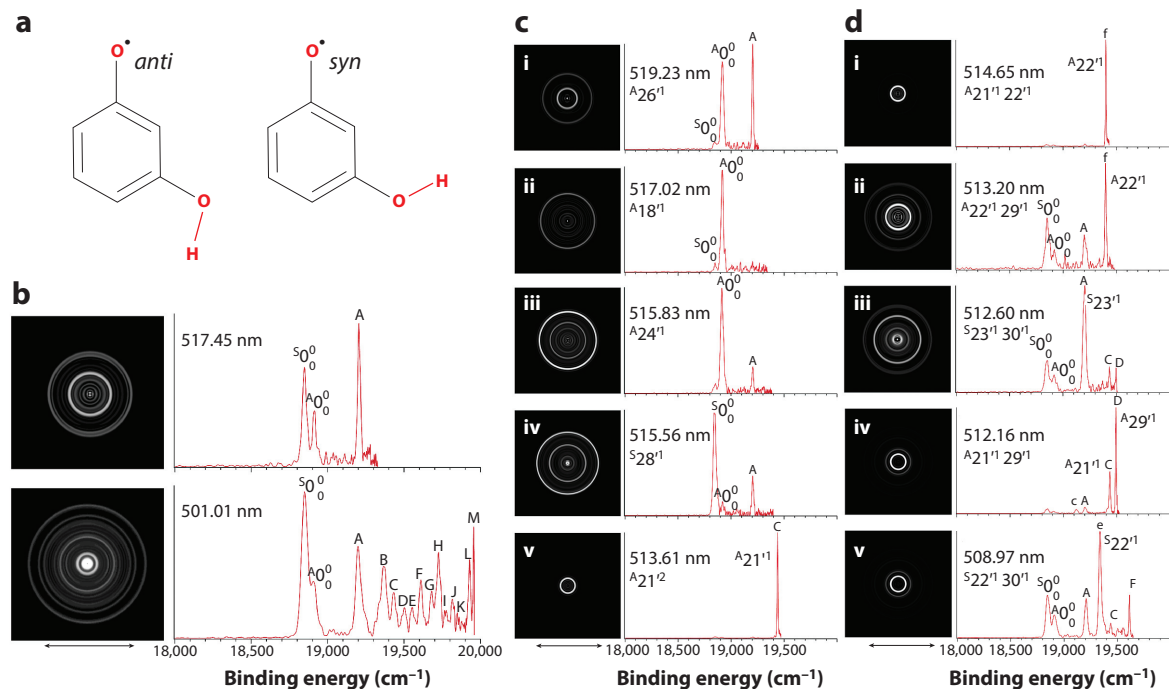 a
O•
anti
O
H
O•
syn
O
H
b
517.45 nm
S0⁰₀
A0⁰₀
A
501.01 nm
S0⁰₀
A0⁰₀
A
B
C
D
E
F
G
H
I
J
K
L
M
18,000
19,000
19,500
20,000
Binding energy (cm⁻¹)
c
i
519.23 nm
ᴬ26′¹
S0⁰₀
A0⁰₀
A
ii
517.02 nm
ᴬ18′¹
S0⁰₀
A0⁰₀
iii
515.83 nm
ᴬ24′¹
A0⁰₀
A
iv
515.56 nm
ˢ28′¹
S0⁰₀
A0⁰₀
A
v
513.61 nm
ᴬ21′²
C
ᴬ21′¹
18,000
18,500
19,000
19,500
Binding energy (cm⁻¹)
d
i
514.65 nm
ᴬ21′¹ 22′¹
f
ᴬ22′¹
ii
513.20 nm
ᴬ22′¹ 29′¹
S0⁰₀
A0⁰₀
A
f
ᴬ22′¹
iii
512.60 nm
ˢ23′¹ 30′¹
S0⁰₀
A0⁰₀
A
ˢ23′¹
C
D
iv
512.16 nm
ᴬ21′¹ 29′¹
c
A
ᴬ21′¹
C
D
ᴬ29′¹
v
508.97 nm
ˢ22′¹ 30′¹
S0⁰₀
A0⁰₀
A
e
ˢ22′¹
C
F
18,000
18,500
19,000
19,500
Binding energy (cm⁻¹)